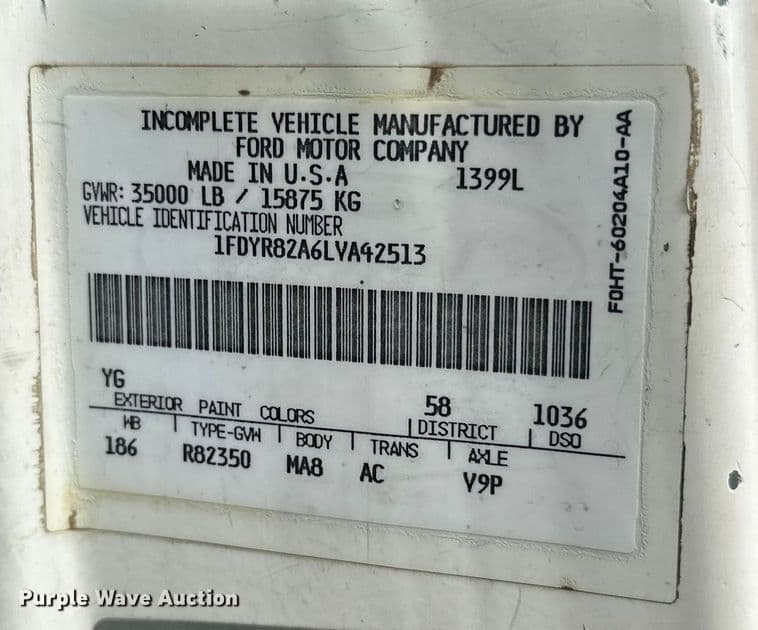 INCOMPLETE VEHICLE MANUFACTURED BY
FORD MOTOR COMPANY
MADE IN U.S.A 1399L
GVWR: 35000 LB / 15875 KG
VEHICLE IDENTIFICATION NUMBER
1FDYR82A6LVA42513
F0HT-60204A10-AA
YG 58 1036
EXTERIOR PAINT COLORS DISTRICT DSO
WB TYPE-GVW BODY TRANS AXLE
186 R82350 MA8 AC V9P
Purple Wave Auction